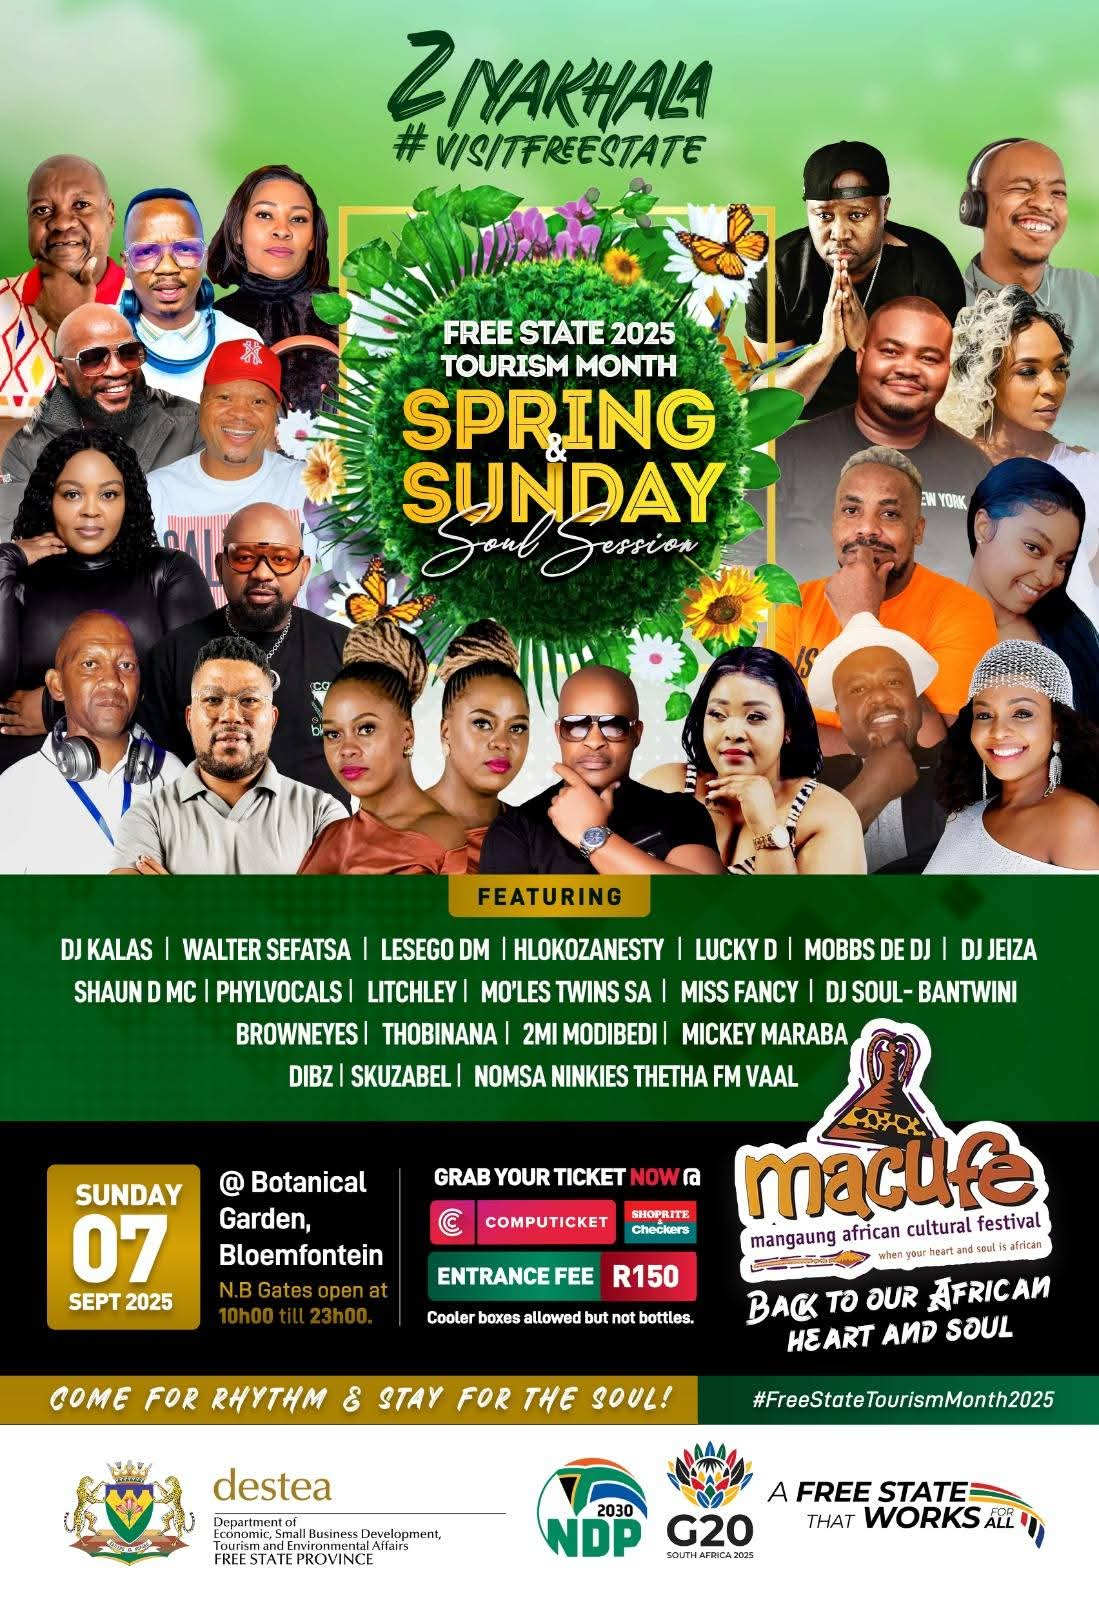 ZIYAKHALA
#VISITFREESTATE
FREE STATE 2025
TOURISM MONTH
SPRING
&
SUNDAY
Soul Session
NEW YORK
FEATURING
DJ KALAS | WALTER SEFATSA | LESEGO DM | HLOKOZANESTY | LUCKY D | MOBBS DE DJ | DJ JEIZA
SHAUN D MC | PHYLVOCALS | LITCHLEY | MO'LES TWINS SA | MISS FANCY | DJ SOUL- BANTWINI
BROWNEYES | THOBINANA | 2MI MODIBEDI | MICKEY MARABA
DIBZ | SKUZABEL | NOMSA NINKIES THETHA FM VAAL
SUNDAY
07
SEPT 2025
@ Botanical
Garden,
Bloemfontein
N.B Gates open at
10h00 till 23h00.
GRAB YOUR TICKET NOW @
COMPUTICKET
SHOPRITE
&
Checkers
ENTRANCE FEE R150
Cooler boxes allowed but not bottles.
macufe
mangaung african cultural festival
when your heart and soul is african
BACK TO OUR AFRICAN
HEART AND SOUL
COME FOR RHYTHM & STAY FOR THE SOUL!
#FreeStateTourismMonth2025
destea
Department of
Economic, Small Business Development,
Tourism and Environmental Affairs
FREE STATE PROVINCE
2030
NDP
G20
SOUTH AFRICA 2025
A FREE STATE
THAT WORKS FOR ALL